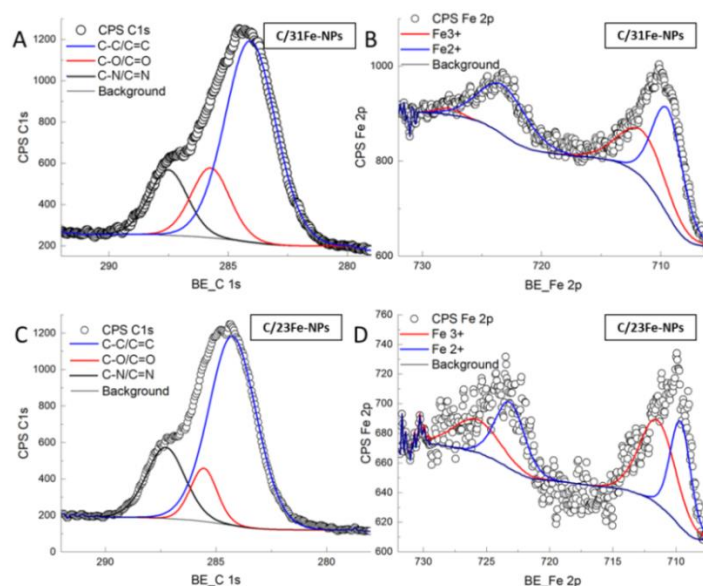 A
CPS C1s
C-C/C=C
C-O/C=O
C-N/C=N
Background
C/31Fe-NPs
1200
1000
800
600
400
200
CPS C1s
290
285
280
BE_C 1s
B
CPS Fe 2p
Fe3+
Fe2+
Background
C/31Fe-NPs
1000
800
600
CPS Fe 2p
730
720
710
BE_Fe 2p
C
CPS C1s
C-C/C=C
C-O/C=O
C-N/C=N
Background
C/23Fe-NPs
1200
1000
800
600
400
200
0
CPS C1s
290
285
280
BE_C 1s
D
CPS Fe 2p
Fe 3+
Fe 2+
Background
C/23Fe-NPs
760
740
720
700
680
660
640
620
600
CPS Fe 2p
730
725
720
715
710
BE_Fe 2p